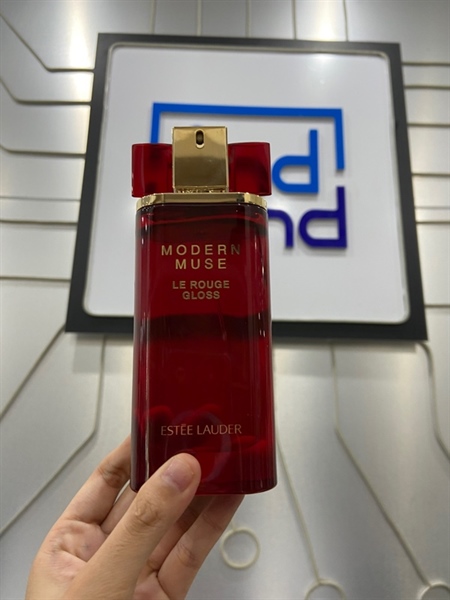 MODERN
MUSE
LE ROUGE
GLOSS
ESTĒE LAUDER